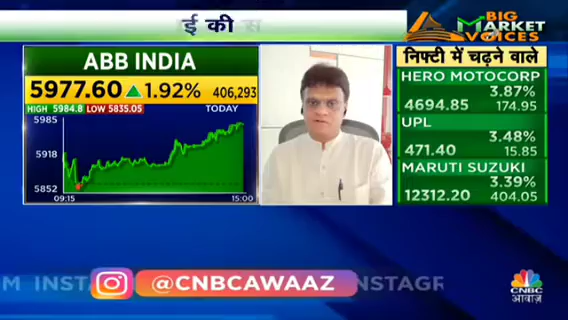 ई की स
BIG
MARKET
VOICES
ABB INDIA
5977.60 ▲ 1.92% 406,293
HIGH 5984.8 LOW 5835.05 TODAY
5985
5918
5852
09:15 15:00
निफ्टी में चढ़ने वाले
HERO MOTOCORP
3.87%
4694.85 174.95
UPL
3.48%
471.40 15.85
MARUTI SUZUKI
3.39%
12312.20 404.05
M INST @CNBCAWAAZ INSTAGR
CNBC
आवाज़